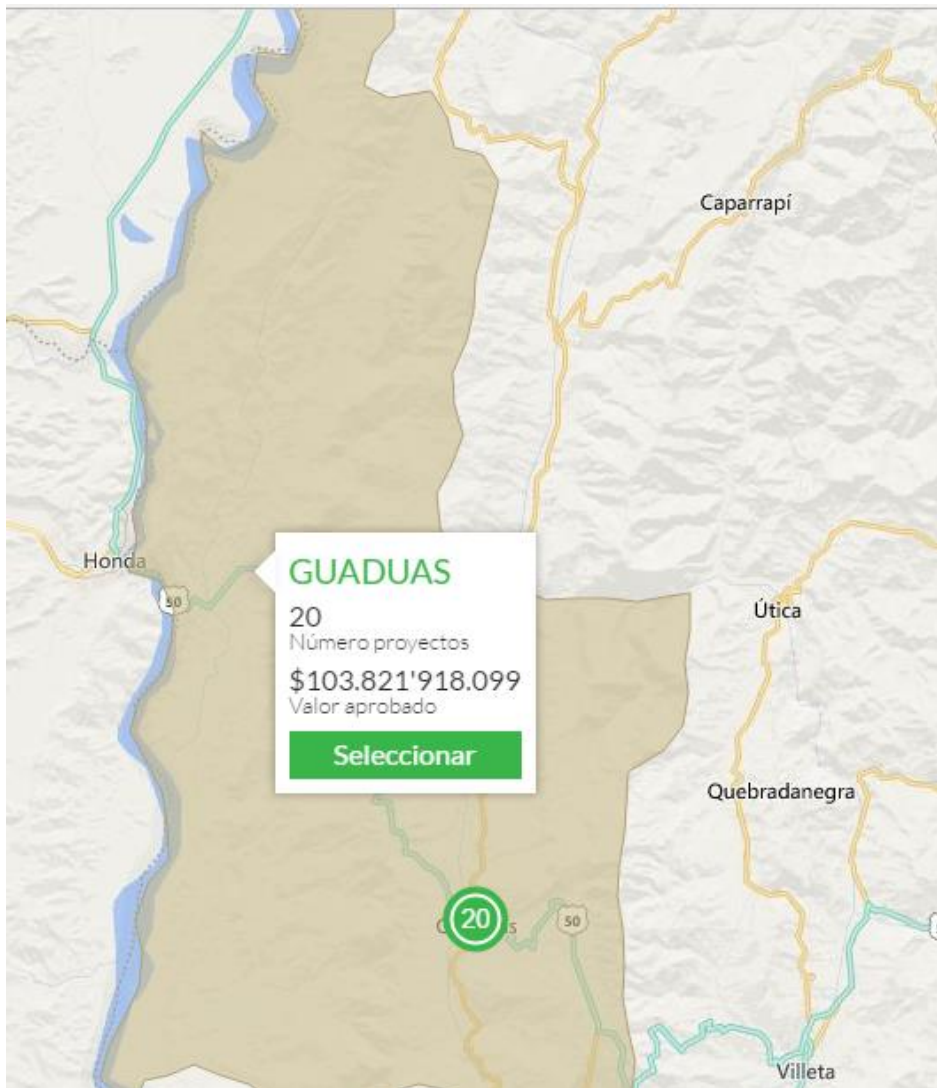 Caparrapí
Honda
50
GUADUAS
20
Número proyectos
$103.821'918.099
Valor aprobado
Seleccionar
Útica
Quebradanegra
20
50
Villeta